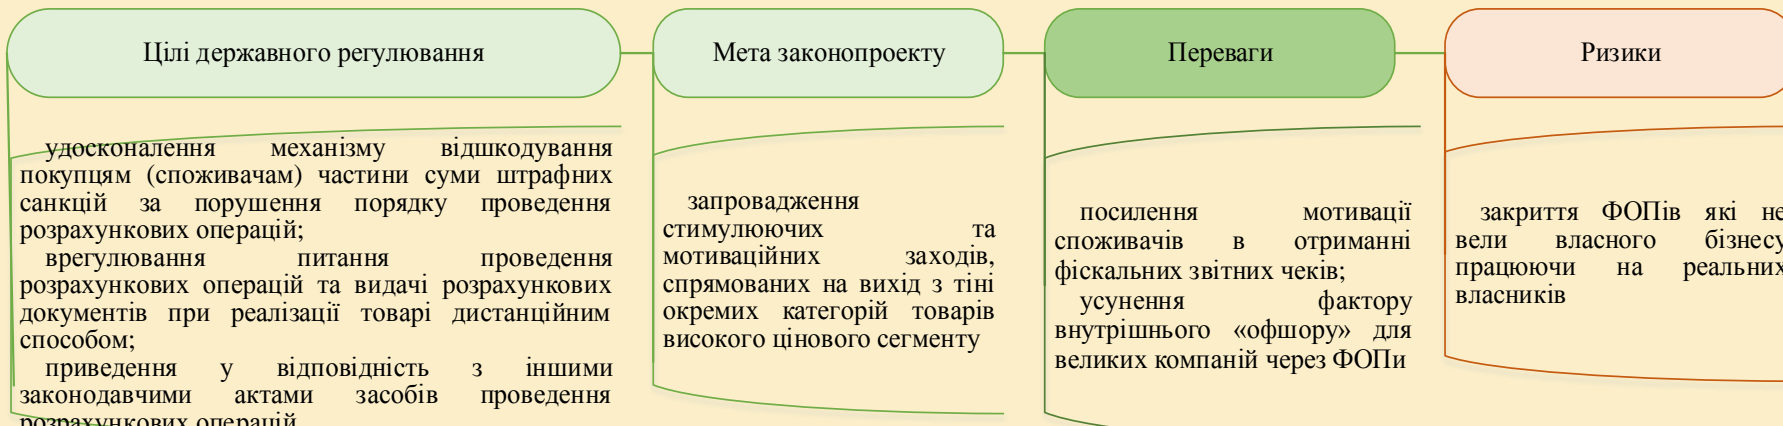 Цілі державного регулювання
удосконалення механізму відшкодування
покупцям (споживачам) частини суми штрафних
санкцій за порушення порядку проведення
розрахункових операцій;
врегулювання питання проведення
розрахункових операцій та видачі розрахункових
документів при реалізації товарі дистанційним
способом;
приведення у відповідність з іншими
законодавчими актами засобів проведення
розрахункових операцій
Мета законопроекту
запровадження
стимулюючих та
мотиваційних заходів,
спрямованих на вихід з тіні
окремих категорій товарів
високого цінового сегменту
Переваги
посилення мотивації
споживачів в отриманні
фіскальних звітних чеків;
усунення фактору
внутрішнього «офшору» для
великих компаній через ФОПи
Ризики
закриття ФОПів які не
вели власного бізнесу
працюючи на реальних
власників